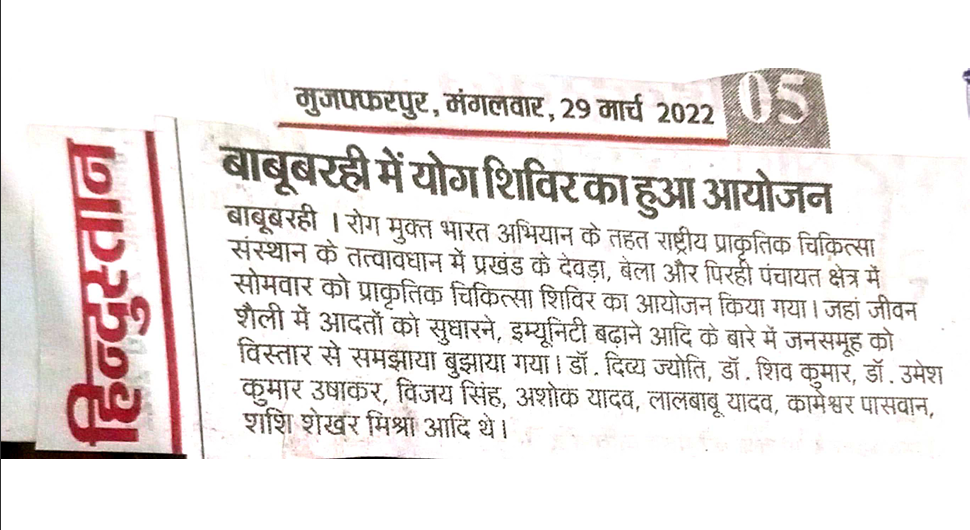 मुजफ्फरपुर, मंगलवार, 29 मार्च 2022 05
हिन्दुस्तान
बाबूबरही में योग शिविर का हुआ आयोजन
बाबूबरही । रोग मुक्त भारत अभियान के तहत राष्ट्रीय प्राकृतिक चिकित्सा
संस्थान के तत्वावधान में प्रखंड के देवड़ा, बेला और पिरही पंचायत क्षेत्र में
सोमवार को प्राकृतिक चिकित्सा शिविर का आयोजन किया गया। जहां जीवन
शैली में आदतों को सुधारने, इम्यूनिटी बढ़ाने आदि के बारे में जनसमूह को
विस्तार से समझाया बुझाया गया। डॉ. दिव्य ज्योति, डॉ. शिव कुमार, डॉ. उमेश
कुमार उषाकर, विजय सिंह, अशोक यादव, लालबाबू यादव, कामेश्वर पासवान,
शशि शेखर मिश्रा आदि थे।